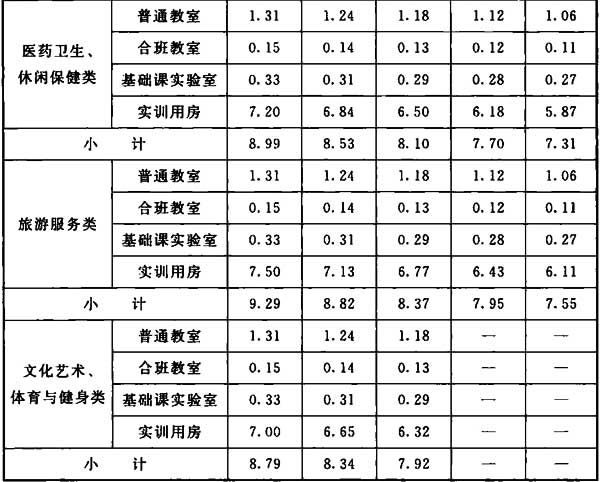 医药卫生、
休闲保健类
普通教室 1.31 1.24 1.18 1.12 1.06
合班教室 0.15 0.14 0.13 0.12 0.11
基础课实验室 0.33 0.31 0.29 0.28 0.27
实训用房 7.20 6.84 6.50 6.18 5.87
小 计 8.99 8.53 8.10 7.70 7.31
旅游服务类
普通教室 1.31 1.24 1.18 1.12 1.06
合班教室 0.15 0.14 0.13 0.12 0.11
基础课实验室 0.33 0.31 0.29 0.28 0.27
实训用房 7.50 7.13 6.77 6.43 6.11
小 计 9.29 8.82 8.37 7.95 7.55
文化艺术、
体育与健身类
普通教室 1.31 1.24 1.18 — —
合班教室 0.15 0.14 0.13 — —
基础课实验室 0.33 0.31 0.29 — —
实训用房 7.00 6.65 6.32 — —
小 计 8.79 8.34 7.92 — —